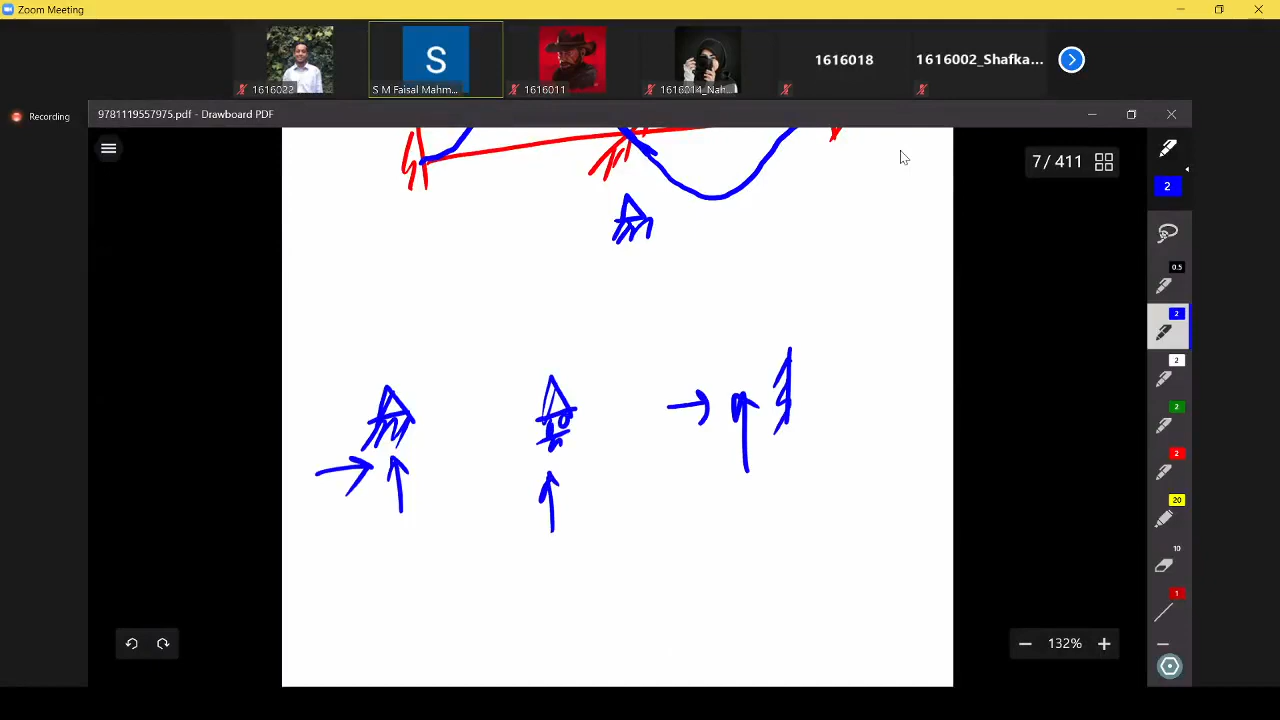 Zoom Meeting
1616022
S M Faisal Mahm...
1616011
1616014_Nah...
1616018
1616002_Shafka...
Recording
9781119557975.pdf - Drawboard PDF
7 / 411
2
0.5
2
2
2
2
20
10
1
132%
S